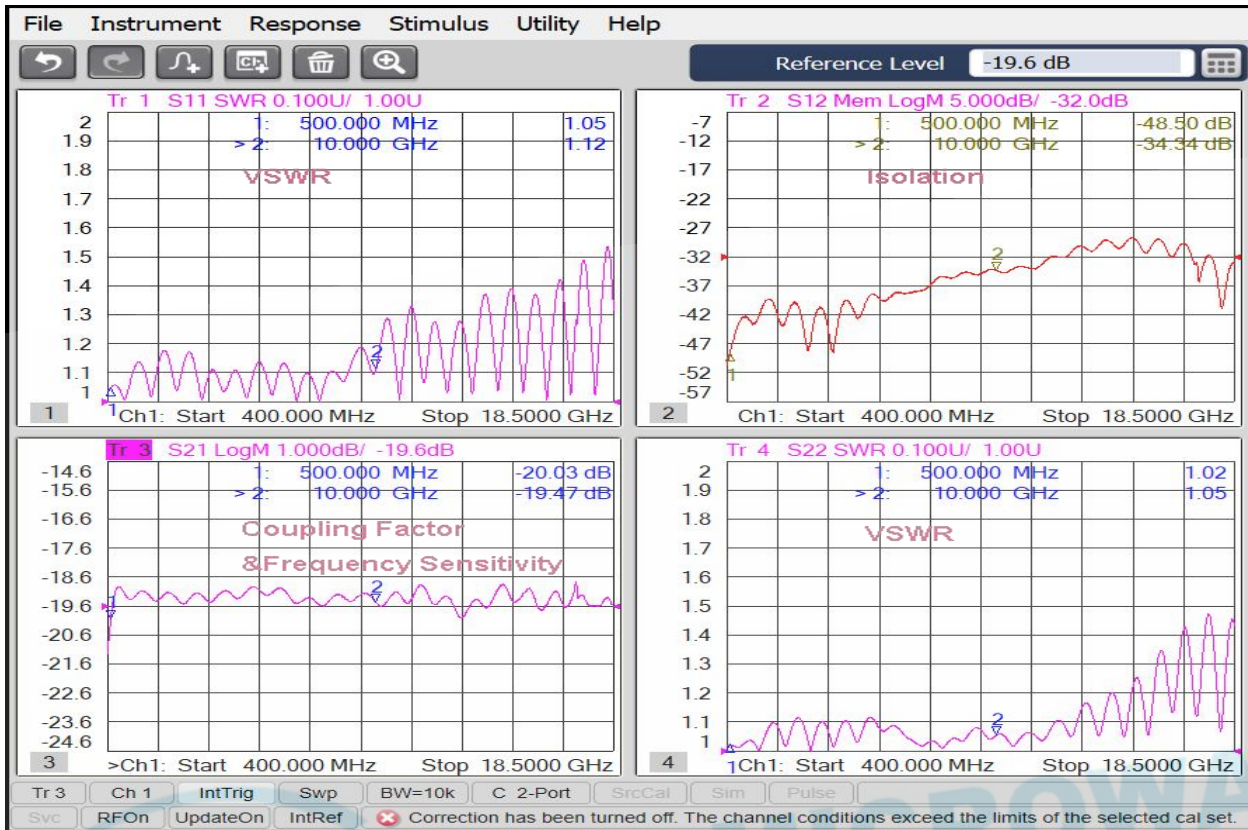 File Instrument Response Stimulus Utility Help
Reference Level -19.6 dB
Tr 1 S11 SWR 0.100U/ 1.00U
1: 500.000 MHz 1.05
> 2: 10.000 GHz 1.12
VSWR
2
1.9
1.8
1.7
1.6
1.5
1.4
1.3
1.2
1.1
1
2
1
1 Ch1: Start 400.000 MHz Stop 18.5000 GHz
Tr 2 S12 Mem LogM 5.000dB/ -32.0dB
1: 500.000 MHz -48.50 dB
> 2: 10.000 GHz -34.34 dB
Isolation
-7
-12
-17
-22
-27
-32
-37
-42
-47
-52
-57
2
1
2 Ch1: Start 400.000 MHz Stop 18.5000 GHz
Tr 3 S21 LogM 1.000dB/ -19.6dB
1: 500.000 MHz -20.03 dB
> 2: 10.000 GHz -19.47 dB
Coupling Factor
&Frequency Sensitivity
-14.6
-15.6
-16.6
-17.6
-18.6
-19.6
-20.6
-21.6
-22.6
-23.6
-24.6
1
2
3 >Ch1: Start 400.000 MHz Stop 18.5000 GHz
Tr 4 S22 SWR 0.100U/ 1.00U
1: 500.000 MHz 1.02
> 2: 10.000 GHz 1.05
VSWR
2
1.9
1.8
1.7
1.6
1.5
1.4
1.3
1.2
1.1
1
2
1
4 Ch1: Start 400.000 MHz Stop 18.5000 GHz
Tr 3 Ch 1 IntTrig Swp BW=10k C 2-Port SrcCal Sim Pulse
Svc RFOn UpdateOn IntRef Correction has been turned off. The channel conditions exceed the limits of the selected cal set.